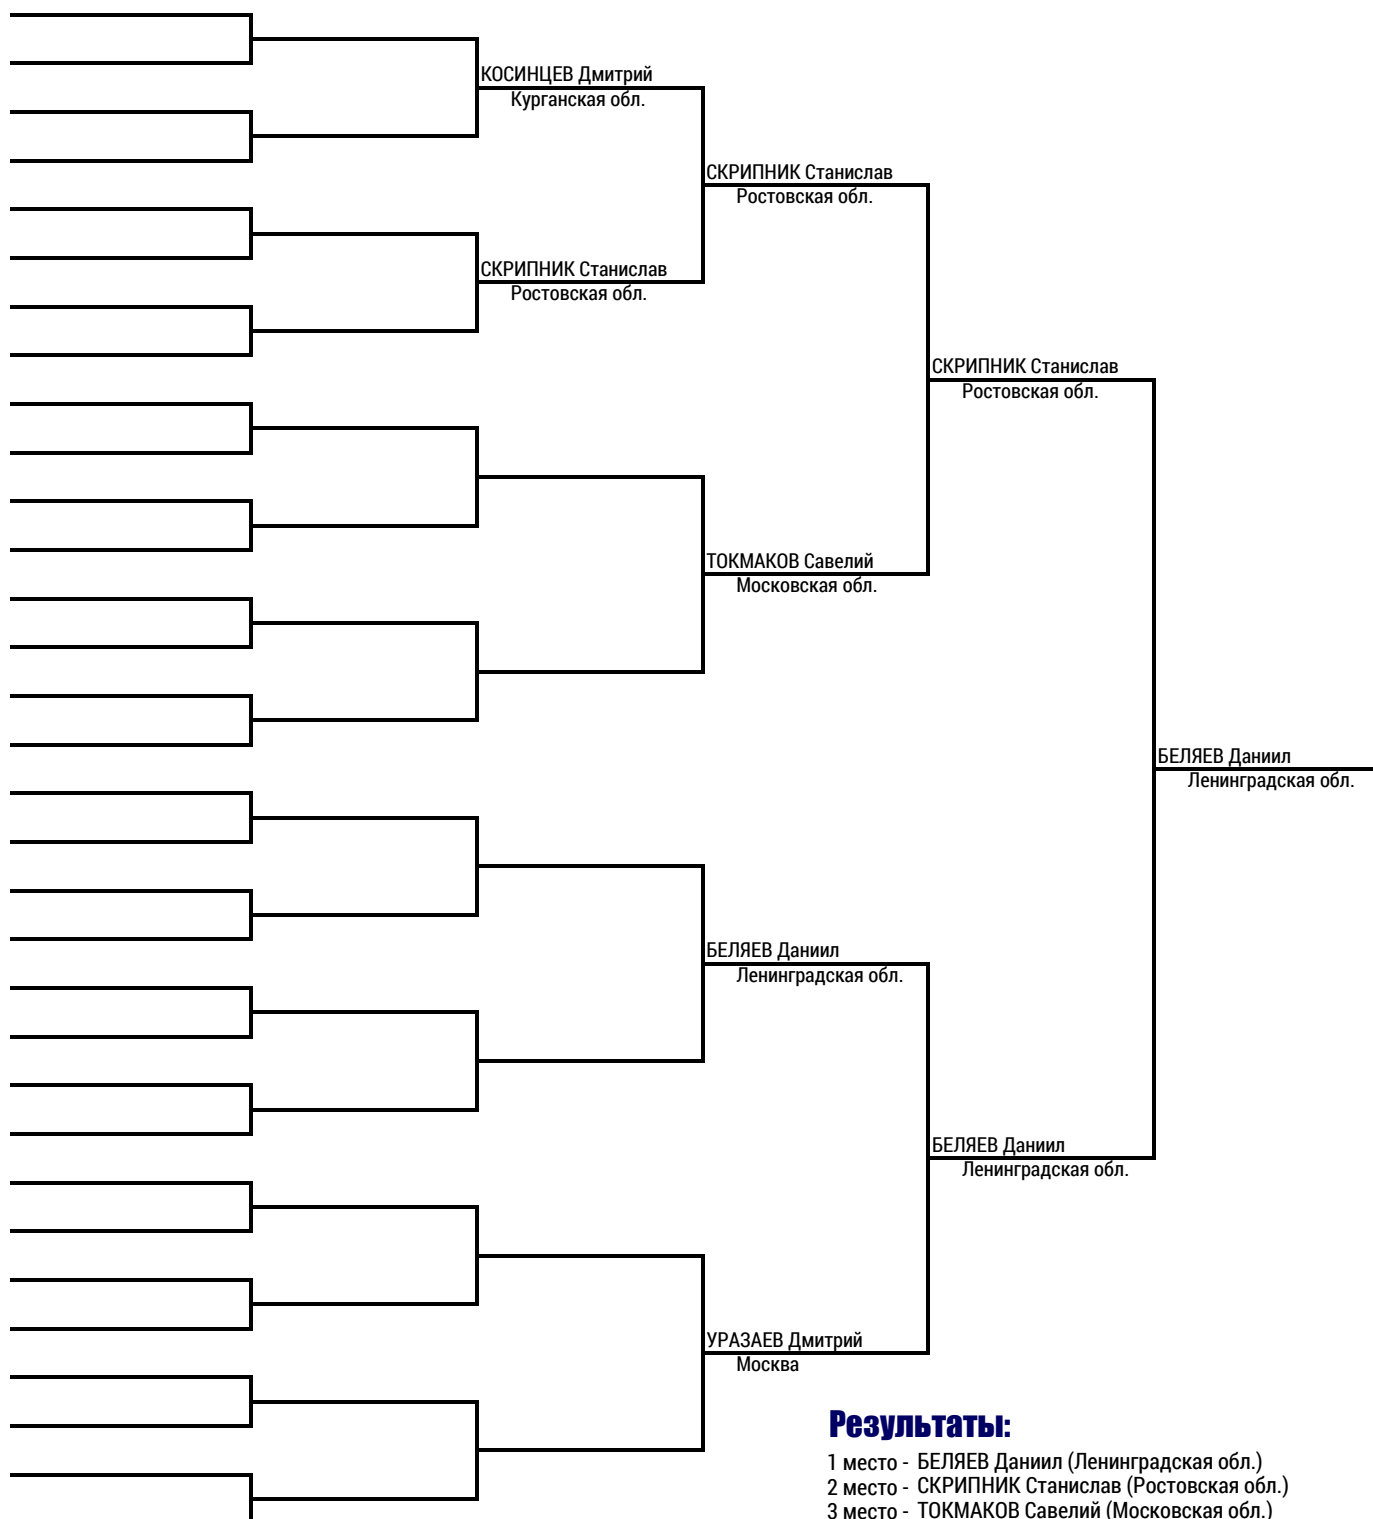 КОСИНЦЕВ Дмитрий
Курганская обл.
СКРИПНИК Станислав
Ростовская обл.
СКРИПНИК Станислав
Ростовская обл.
СКРИПНИК Станислав
Ростовская обл.
ТОКМАКОВ Савелий
Московская обл.
БЕЛЯЕВ Даниил
Ленинградская обл.
БЕЛЯЕВ Даниил
Ленинградская обл.
БЕЛЯЕВ Даниил
Ленинградская обл.
УРАЗАЕВ Дмитрий
Москва
Результаты:
1 место - БЕЛЯЕВ Даниил (Ленинградская обл.)
2 место - СКРИПНИК Станислав (Ростовская обл.)
3 место - ТОКМАКОВ Савелий (Московская обл.)